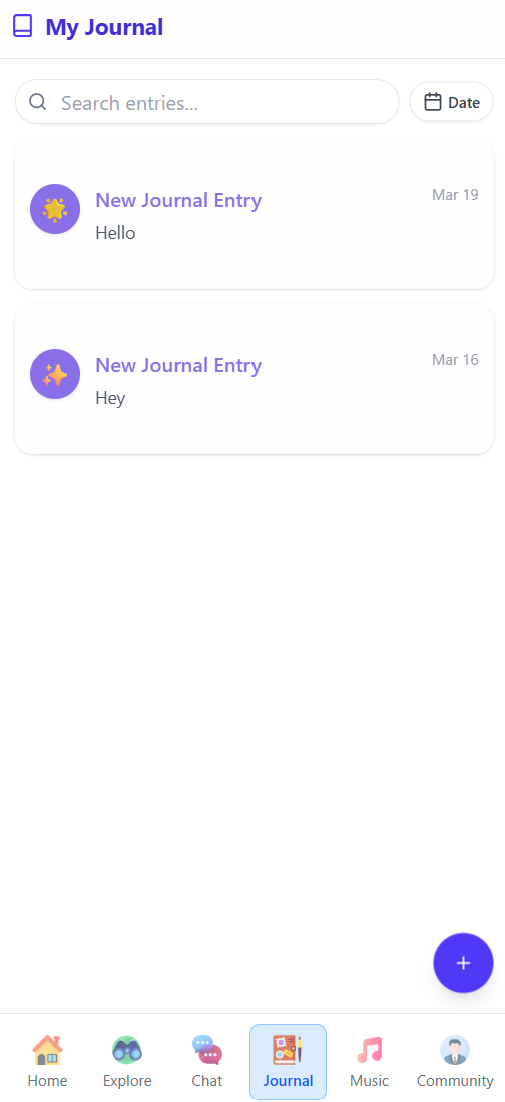 My Journal
Search entries...
Date
New Journal Entry
Mar 19
Hello
New Journal Entry
Mar 16
Hey
+
Home
Explore
Chat
Journal
Music
Community